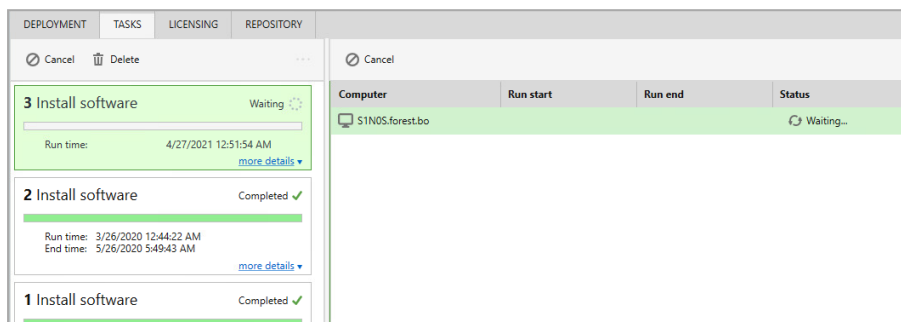 DEPLOYMENT TASKS LICENSING REPOSITORY
Cancel Delete ...
3 Install software Waiting
Run time: 4/27/2021 12:51:54 AM
more details
2 Install software Completed
Run time: 3/26/2020 12:44:22 AM
End time: 5/26/2020 5:49:43 AM
more details
1 Install software Completed
Cancel
Computer Run start Run end Status
S1N0S.forest.bo Waiting...